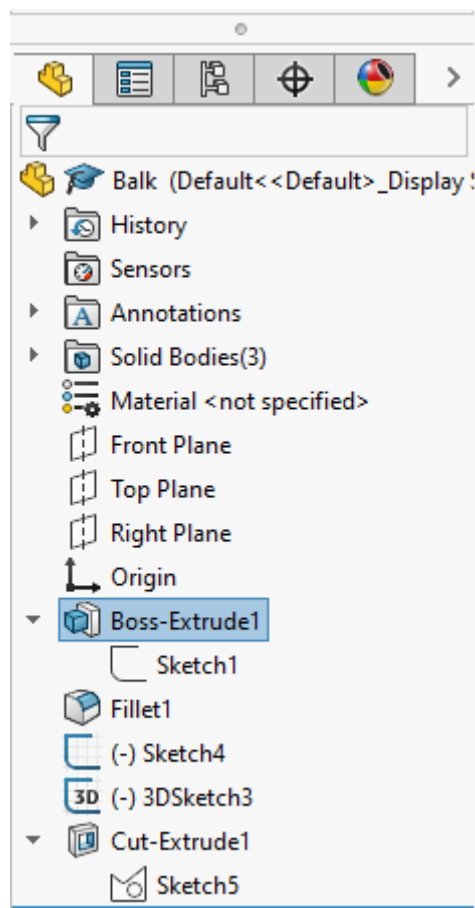 Balk (Default<<Default>_Display
History
Sensors
A Annotations
Solid Bodies(3)
Material <not specified>
Front Plane
Top Plane
Right Plane
Origin
Boss-Extrude1
Sketch1
Fillet1
(-) Sketch4
3D (-) 3DSketch3
Cut-Extrude1
Sketch5